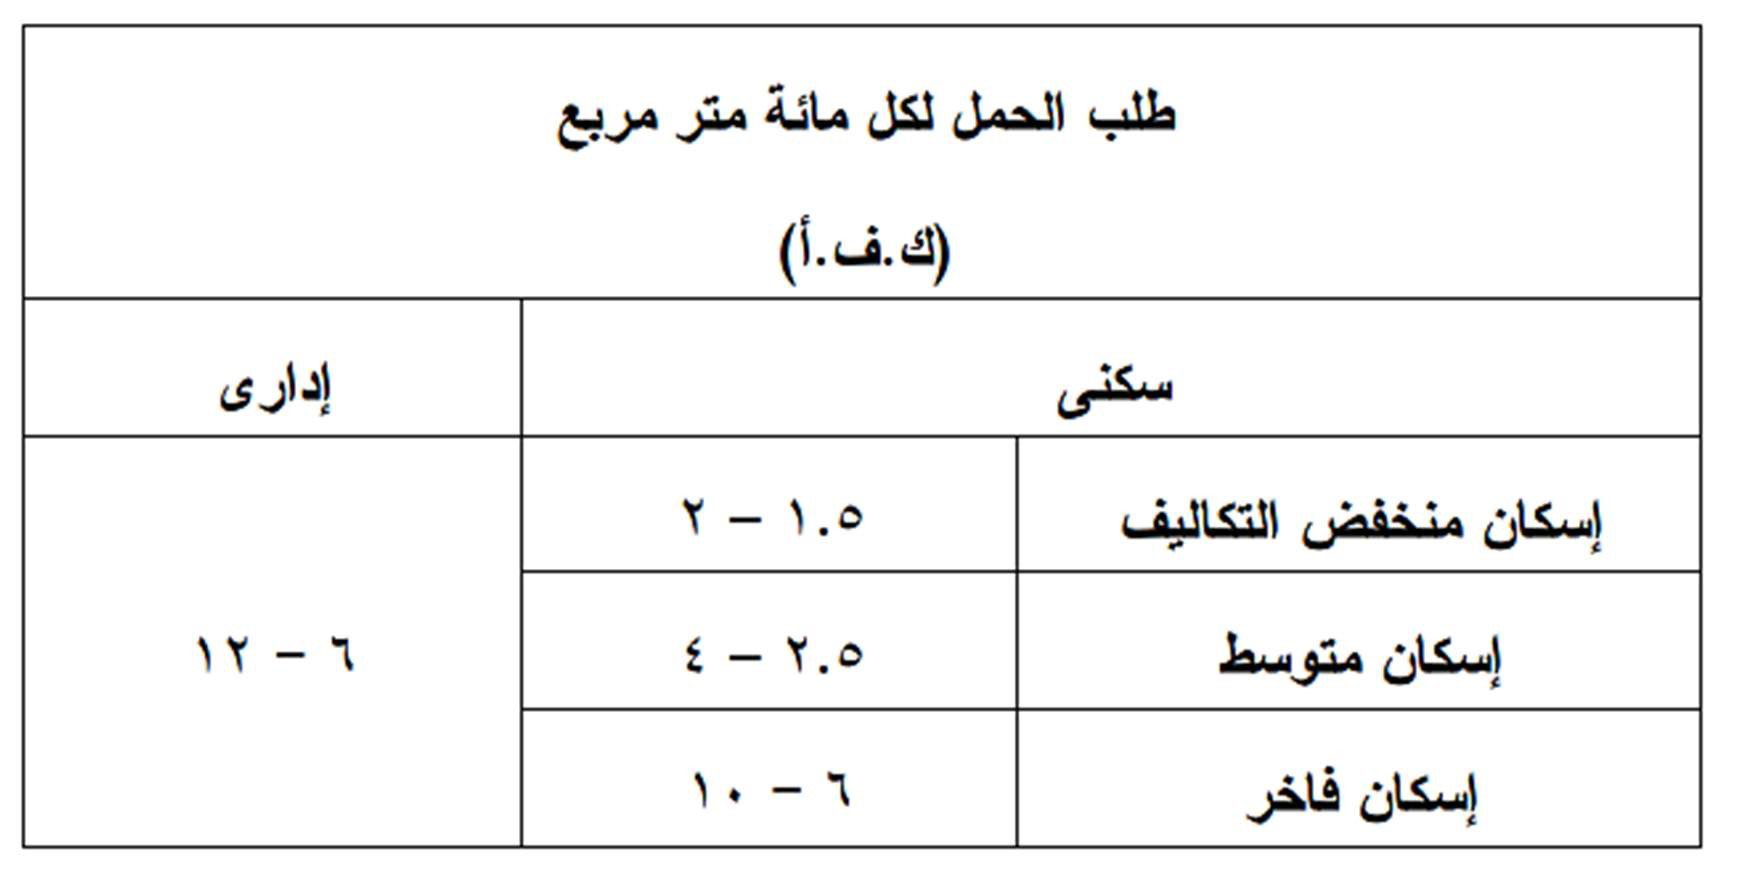 طلب الحمل لكل مائة متر مربع
(ك.ف.أ)
سكنى
إدارى
إسكان منخفض التكاليف
١.٥ – ٢
إسكان متوسط
٢.٥ – ٤
٦ – ١٢
إسكان فاخر
٦ – ١٠